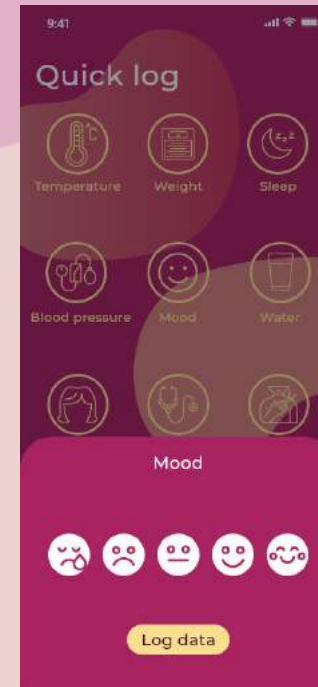 9:41
Quick log
z z z
°C
Temperature Weight Sleep
Blood pressure Mood Water
Mood
Log data